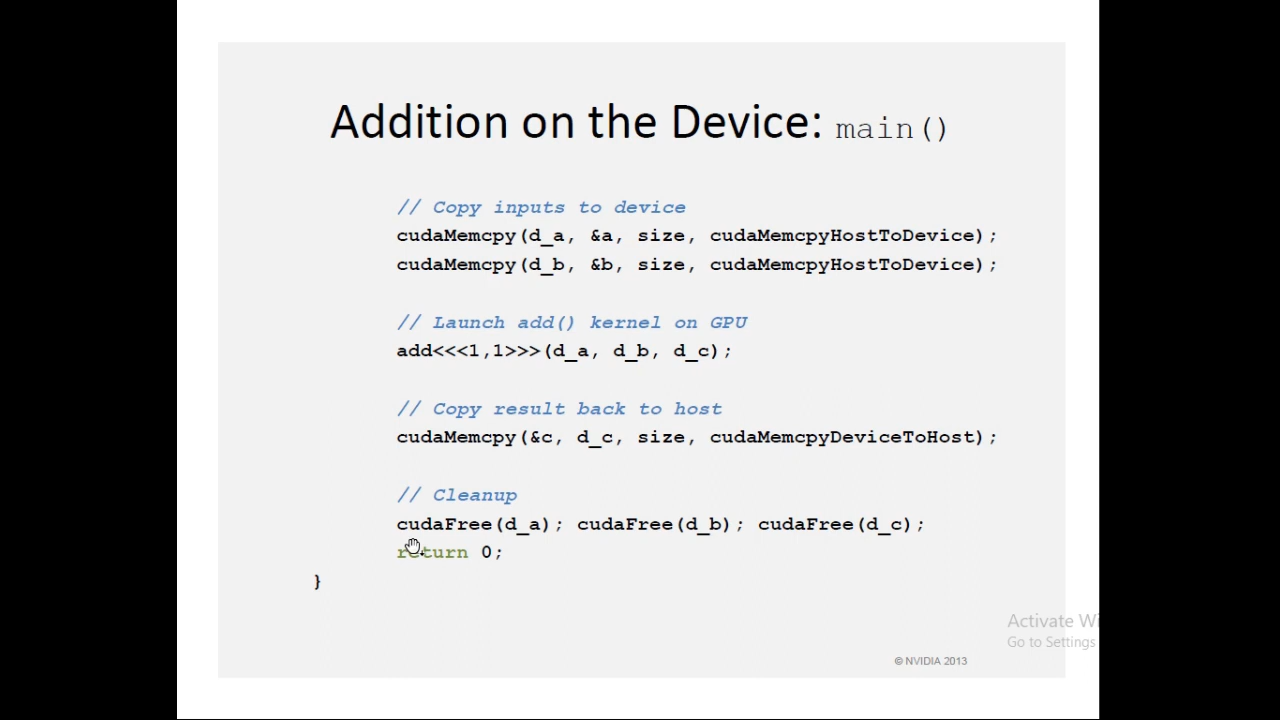 Addition on the Device: main()
// Copy inputs to device
cudaMemcpy(d_a, &a, size, cudaMemcpyHostToDevice);
cudaMemcpy(d_b, &b, size, cudaMemcpyHostToDevice);
// Launch add() kernel on GPU
add<<<1,1>>>(d_a, d_b, d_c);
// Copy result back to host
cudaMemcpy(&c, d_c, size, cudaMemcpyDeviceToHost);
// Cleanup
cudaFree(d_a); cudaFree(d_b); cudaFree(d_c);
return 0;
}
Activate Wi
Go to Settings
© NVIDIA 2013